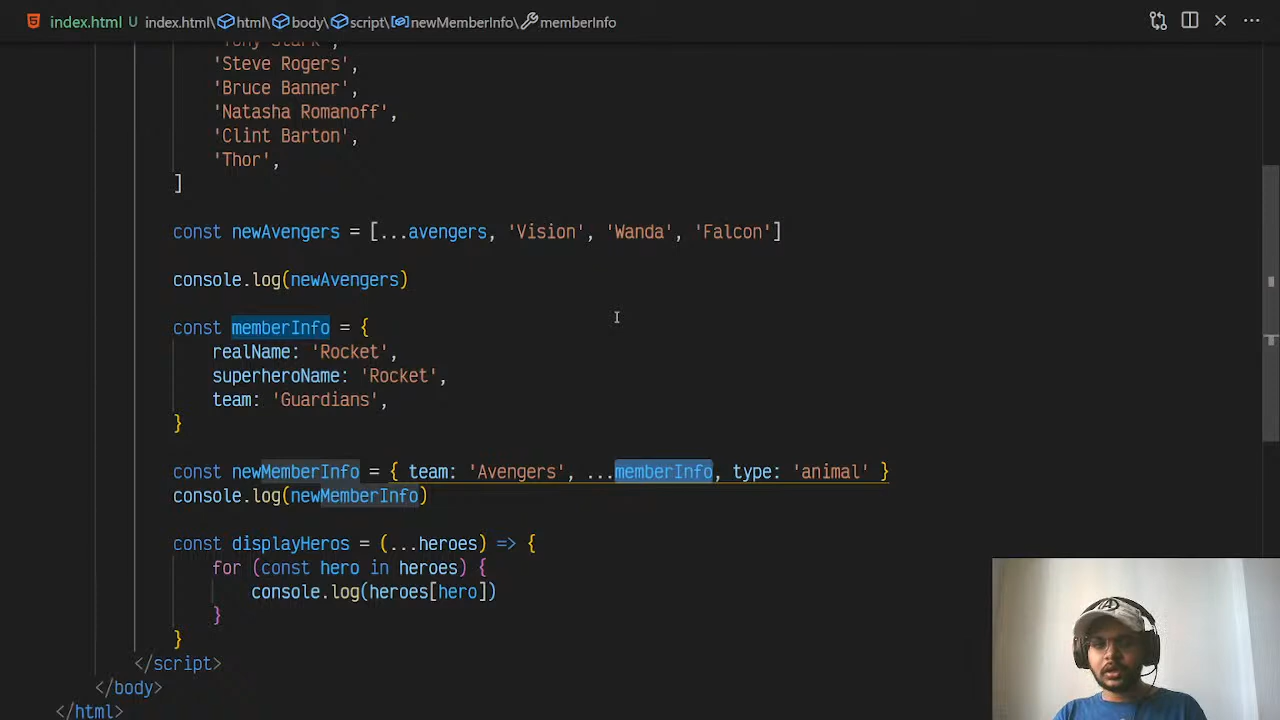 index.html U index.html\html\body\script\newMemberInfo\memberInfo
'Tony Stark',
'Steve Rogers',
'Bruce Banner',
'Natasha Romanoff',
'Clint Barton',
'Thor',
]
const newAvengers = [...avengers, 'Vision', 'Wanda', 'Falcon']
console.log(newAvengers)
const memberInfo = {
realName: 'Rocket',
superheroName: 'Rocket',
team: 'Guardians',
}
const newMemberInfo = { team: 'Avengers', ...memberInfo, type: 'animal' }
console.log(newMemberInfo)
const displayHeros = (...heroes) => {
for (const hero in heroes) {
console.log(heroes[hero])
}
}
</script>
</body>
</html>